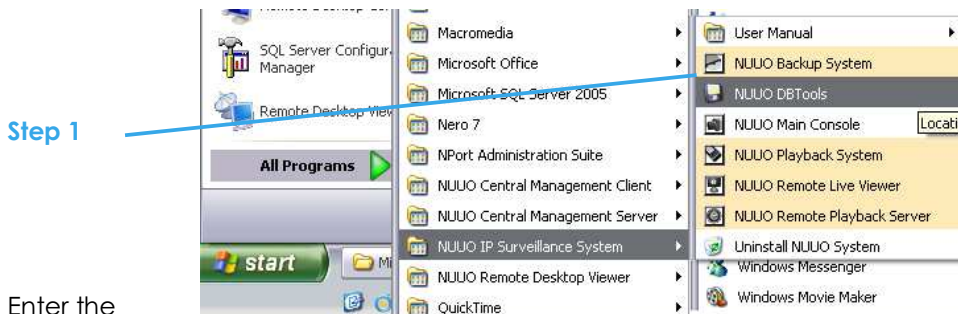 Step 1
SQL Server Configur
Manager
Remote Desktop View
All Programs
start
Mi
Macromedia
Microsoft Office
Microsoft SQL Server 2005
Nero 7
NPort Administration Suite
NUUO Central Management Client
NUUO Central Management Server
NUUO IP Surveillance System
NUUO Remote Desktop Viewer
QuickTime
User Manual
NUUO Backup System
NUUO DBTools
NUUO Main Console
Locati
NUUO Playback System
NUUO Remote Live Viewer
NUUO Remote Playback Server
Uninstall NUUO System
Windows Messenger
Windows Movie Maker
Enter the